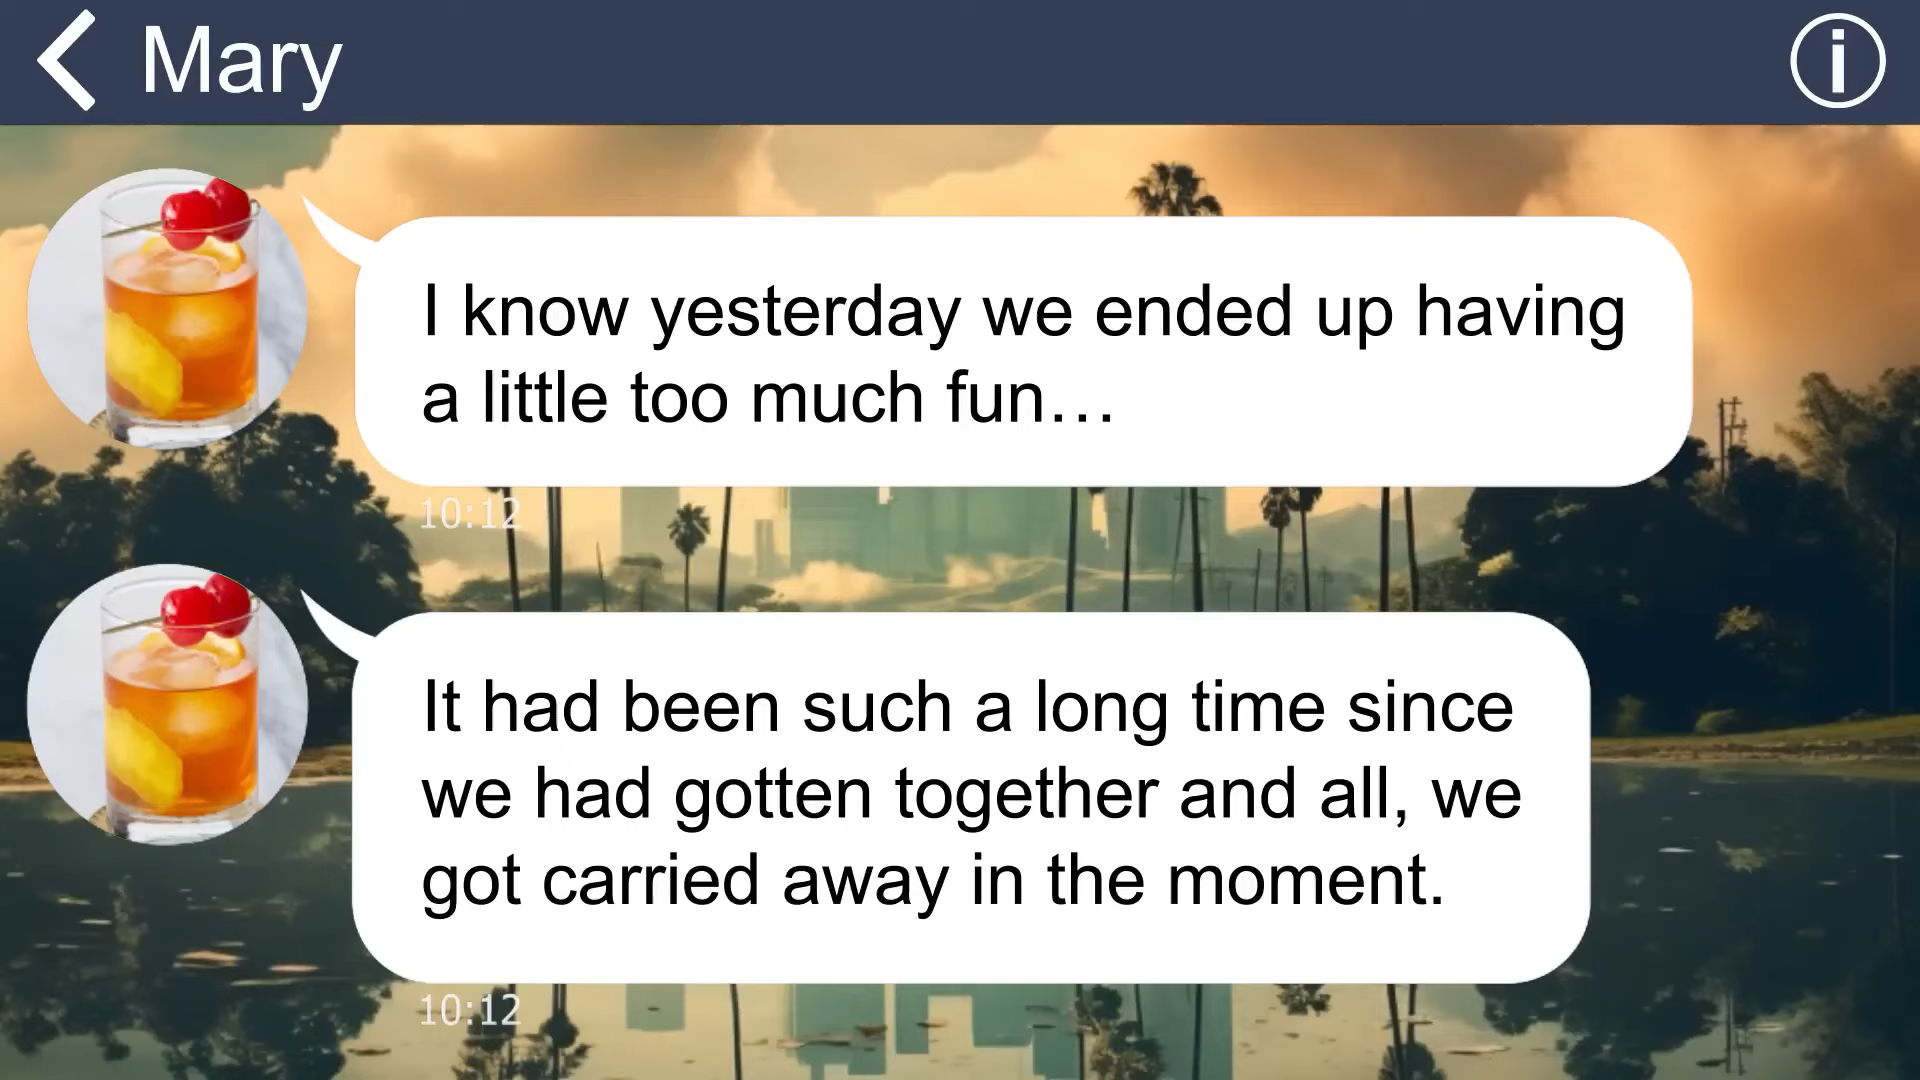 Mary
I know yesterday we ended up having
a little too much fun…
10:12
It had been such a long time since
we had gotten together and all, we
got carried away in the moment.
10:12